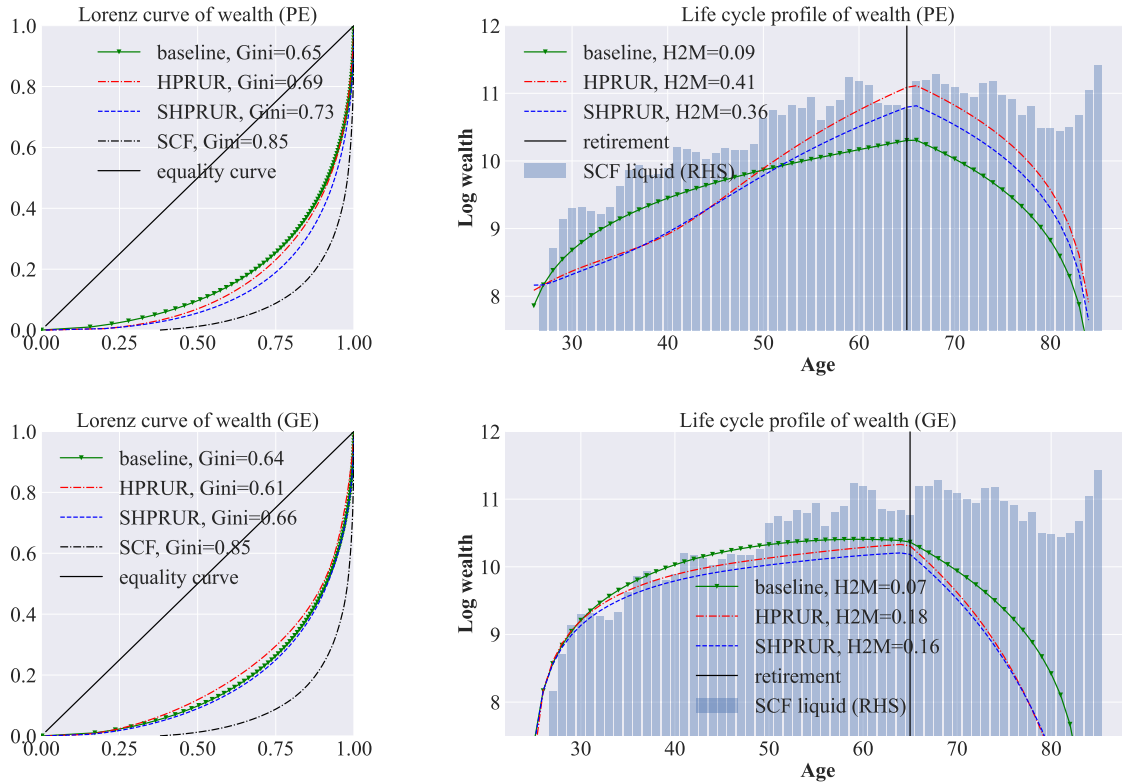 Lorenz curve of wealth (PE)
1.0
0.8
0.6
0.4
0.2
0.0
0.00 0.25 0.50 0.75 1.00
baseline, Gini=0.65
HPRUR, Gini=0.69
SHPRUR, Gini=0.73
SCF, Gini=0.85
equality curve
Life cycle profile of wealth (PE)
Log wealth
12
11
10
9
8
30 40 50 60 70 80
Age
baseline, H2M=0.09
HPRUR, H2M=0.41
SHPRUR, H2M=0.36
retirement
SCF liquid (RHS)
Lorenz curve of wealth (GE)
1.0
0.8
0.6
0.4
0.2
0.0
0.00 0.25 0.50 0.75 1.00
baseline, Gini=0.64
HPRUR, Gini=0.61
SHPRUR, Gini=0.66
SCF, Gini=0.85
equality curve
Life cycle profile of wealth (GE)
Log wealth
12
11
10
9
8
30 40 50 60 70 80
Age
baseline, H2M=0.07
HPRUR, H2M=0.18
SHPRUR, H2M=0.16
retirement
SCF liquid (RHS)